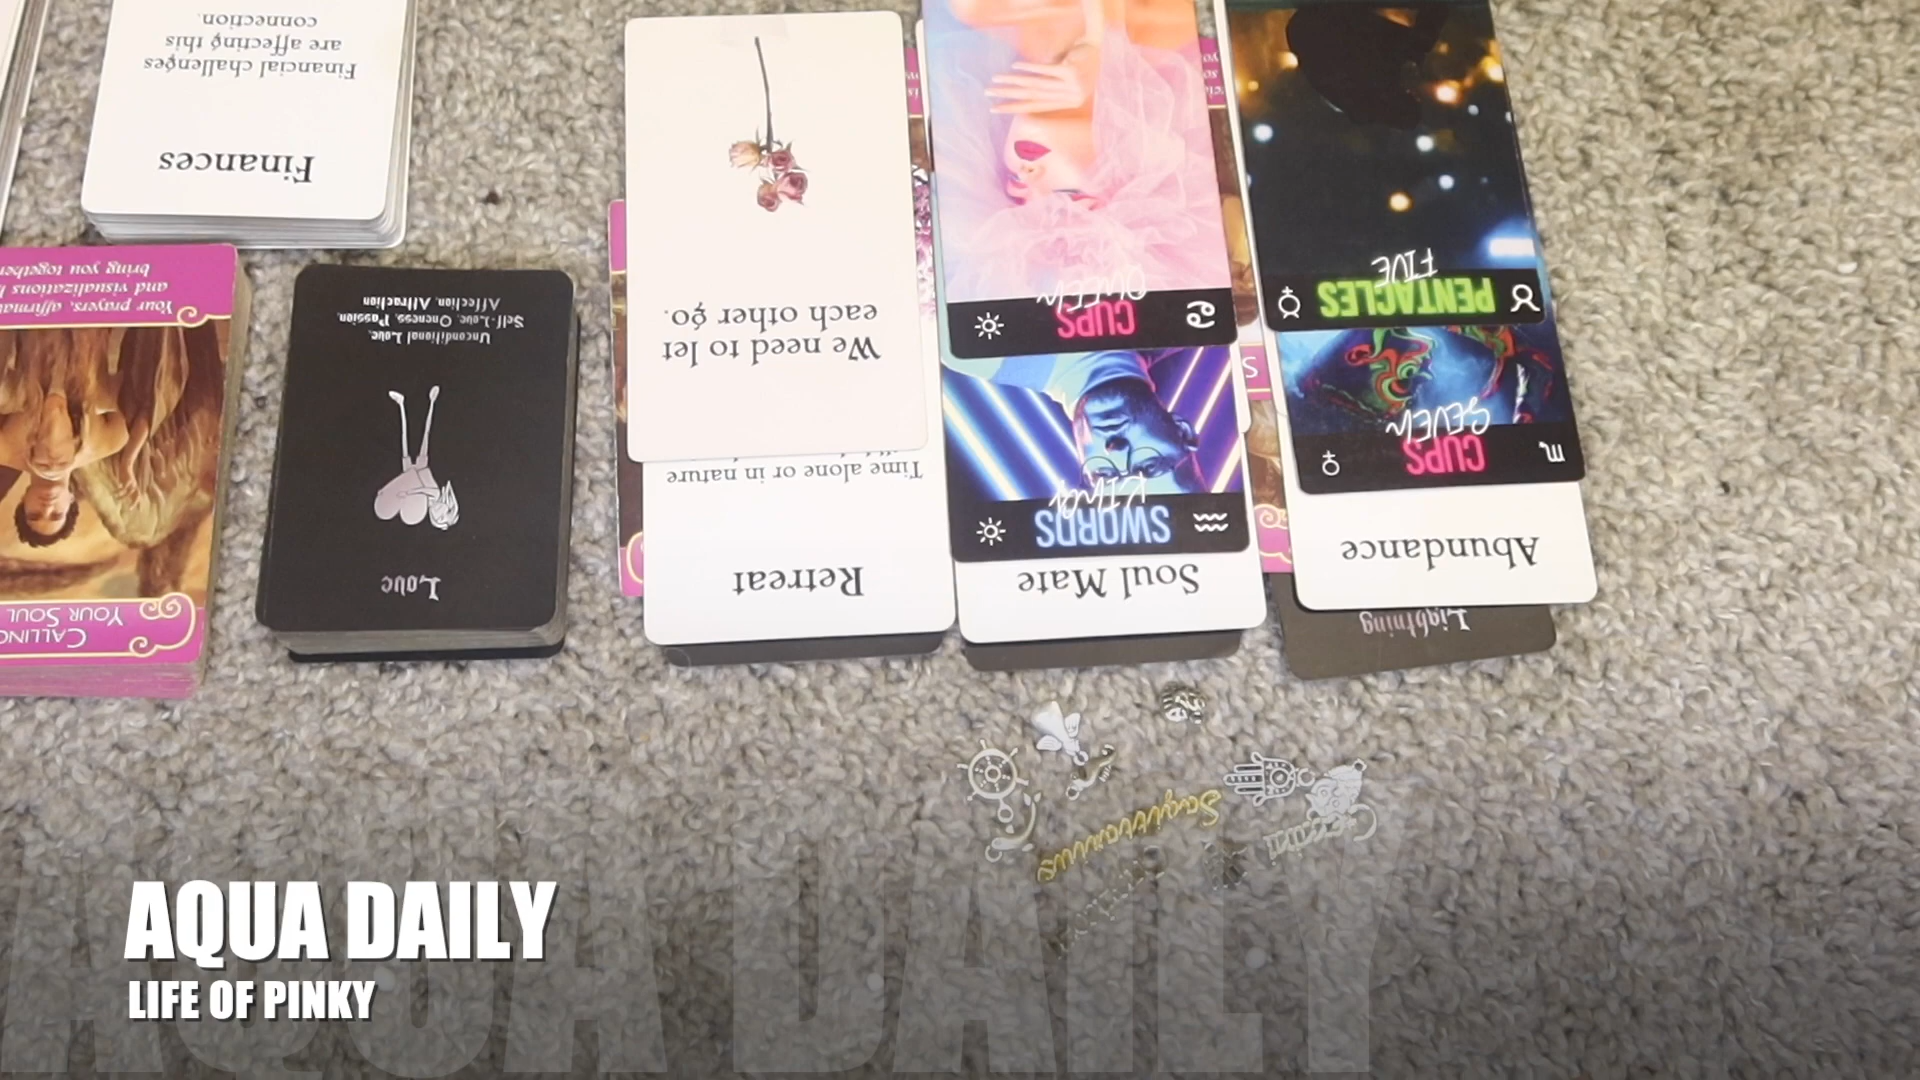 Finances
Financial challenges
are affecting this
connection.
CALLING
YOUR SOUL
Your prayers,
and visualizations
bring you together
Love
Unconditional Love,
Self-Love, Oneness, Passion,
Affection, Attraction
We need to let
each other go.
Retreat
Time alone or in nature
CUPS
QUEEN
SWORDS
KING
Soul Mate
PENTACLES
FIVE
CUPS
SEVEN
Abundance
Lightning
Sagittarius
Gemini
AQUA DAILY
LIFE OF PINKY
AQUA DAILY